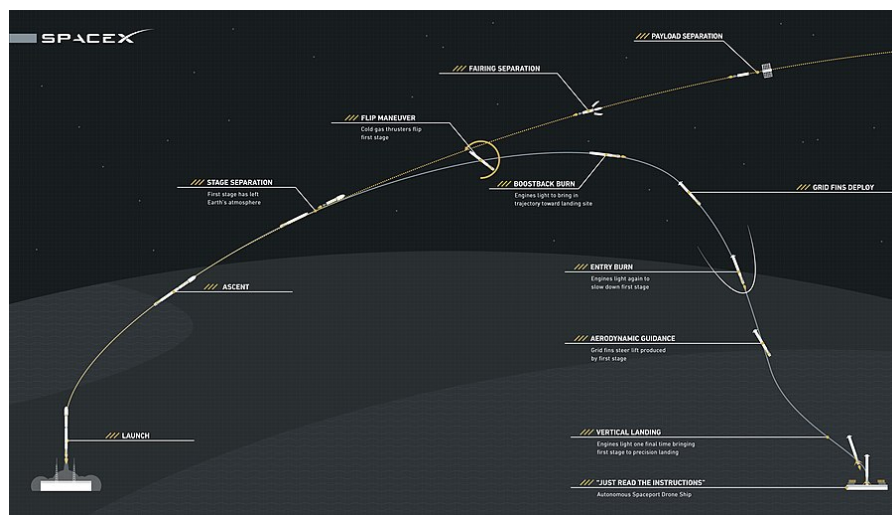 SPACEX
/// PAYLOAD SEPARATION
/// FAIRING SEPARATION
/// FLIP MANEUVER
Cold gas thrusters flip
first stage
/// STAGE SEPARATION
First stage has left
Earth's atmosphere
/// BOOSTBACK BURN
Engines light to bring in
trajectory toward landing site
/// GRID FINS DEPLOY
/// ASCENT
/// ENTRY BURN
Engines light again to
slow down first stage
/// AERODYNAMIC GUIDANCE
Grid fins steer lift produced
by first stage
/// LAUNCH
/// VERTICAL LANDING
Engines light one final time bringing
first stage to precision landing
/// "JUST READ THE INSTRUCTIONS"
Autonomous Spaceport Drone Ship